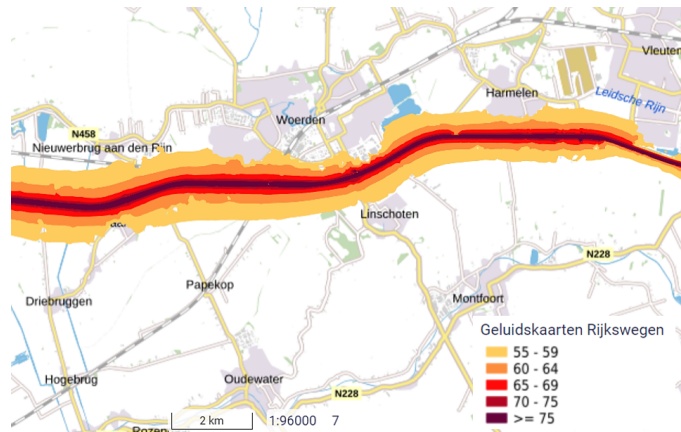 Vleuten
Harmelen
Leidsche Rijn
Woerden
N458
Nieuwerbrug aan den Rijn
Linschoten
N228
Papekop
Driebruggen
Montfoort
Geluidskaarten Rijkswegen
55 - 59
60 - 64
65 - 69
70 - 75
>= 75
Hogebrug
Oudewater
N228
2 km
1:96000 7